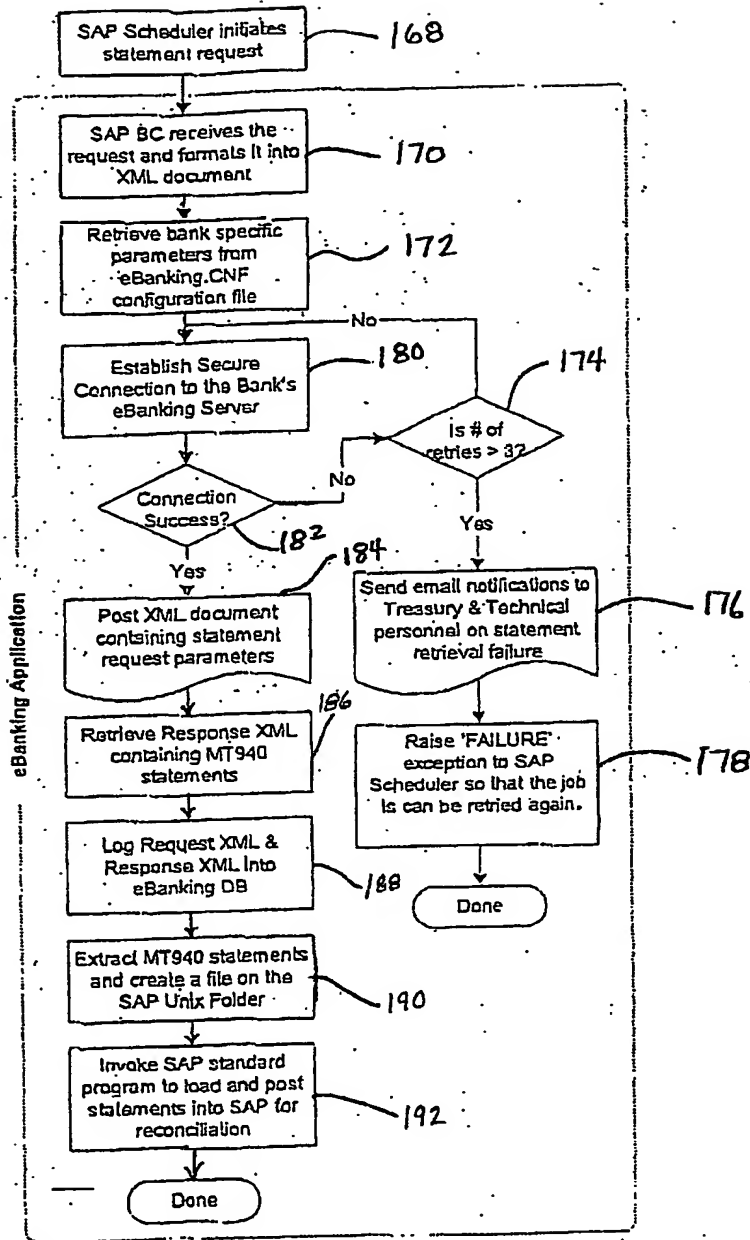 SAP Scheduler initiates
statement request
168
SAP BC receives the
request and formats it into
XML document
170
Retrieve bank specific
parameters from
eBanking.CNF
configuration file
172
No
Establish Secure
Connection to the Bank's
eBanking Server
180
174
Is # of
retries > 3?
No
Connection
Success?
182
Yes
Yes
184
Post XML document
containing statement
request parameters
Send email notifications to
Treasury & Technical
personnel on statement
retrieval failure
176
186
Retrieve Response XML
containing MT940
statements
Raise 'FAILURE'
exception to SAP
Scheduler so that the job
is can be retried again.
178
eBanking Application
Log Request XML &
Response XML into
eBanking DB
188
Done
Extract MT940 statements
and create a file on the
SAP Unix Folder
190
Invoke SAP standard
program to load and post
statements into SAP for
reconciliation
192
Done